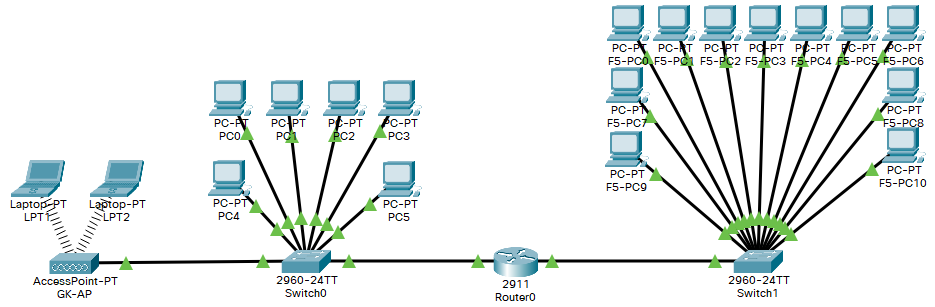 PC-PT PC-PT PC-PT PC-PT PC-PT PC-PT PC-PT
F5-PC0 F5-PC1 F5-PC2 F5-PC3 F5-PC4 F5-PC5 F5-PC6
PC-PT PC-PT
F5-PC7 F5-PC8
PC-PT PC-PT PC-PT PC-PT
PC0 PC1 PC2 PC3
PC-PT PC-PT
F5-PC9 F5-PC10
Laptop-PT Laptop-PT PC-PT PC-PT
LPT1 LPT2 PC4 PC5
AccessPoint-PT 2960-24TT 2911 2960-24TT
GK-AP Switch0 Router0 Switch1